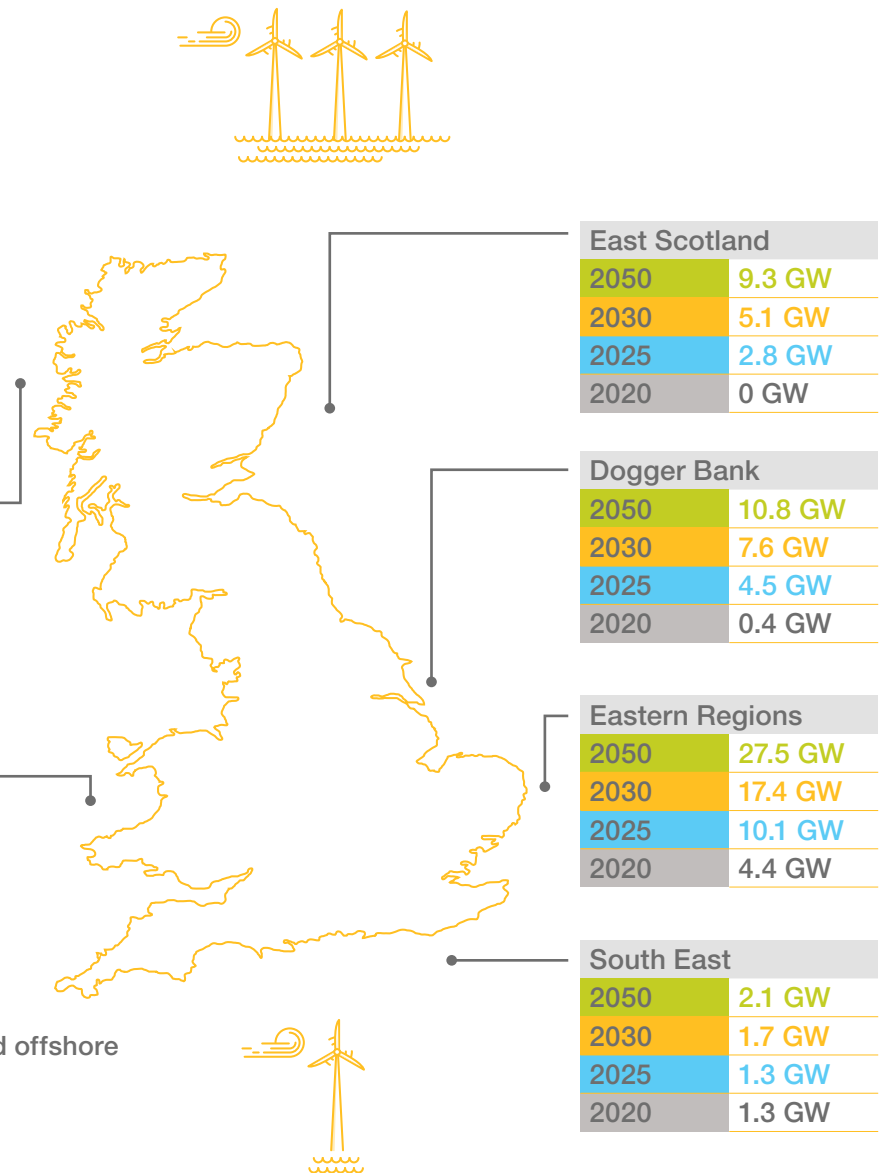 East Scotland
2050 9.3 GW
2030 5.1 GW
2025 2.8 GW
2020 0 GW
Dogger Bank
2050 10.8 GW
2030 7.6 GW
2025 4.5 GW
2020 0.4 GW
Eastern Regions
2050 27.5 GW
2030 17.4 GW
2025 10.1 GW
2020 4.4 GW
South East
2050 2.1 GW
2030 1.7 GW
2025 1.3 GW
2020 1.3 GW
offshore